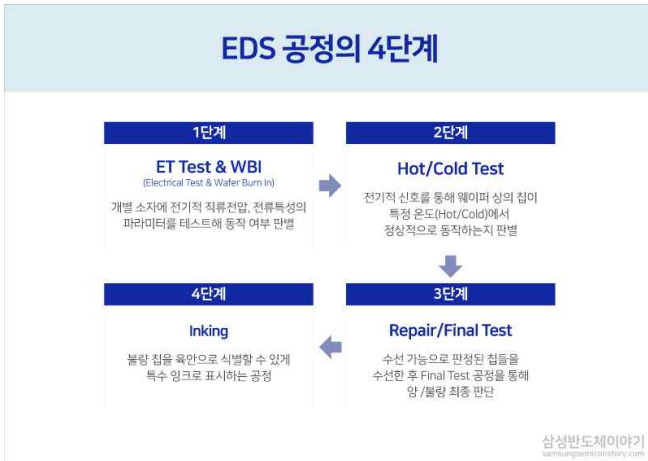 EDS 공정의 4단계
1단계
ET Test & WBI
(Electrical Test & Wafer Burn In)
개별 소자에 전기적 직류전압, 전류특성의
파라미터를 테스트해 동작 여부 판별
2단계
Hot/Cold Test
전기적 신호를 통해 웨이퍼 상의 칩이
특정 온도(Hot/Cold)에서
정상적으로 동작하는지 판별
3단계
Repair/Final Test
수선 가능으로 판정된 칩들을
수선한 후 Final Test 공정을 통해
양 /불량 최종 판단
4단계
Inking
불량 칩을 육안으로 식별할 수 있게
특수 잉크로 표시하는 공정
삼성반도체이야기
samsungsemiconstory.com